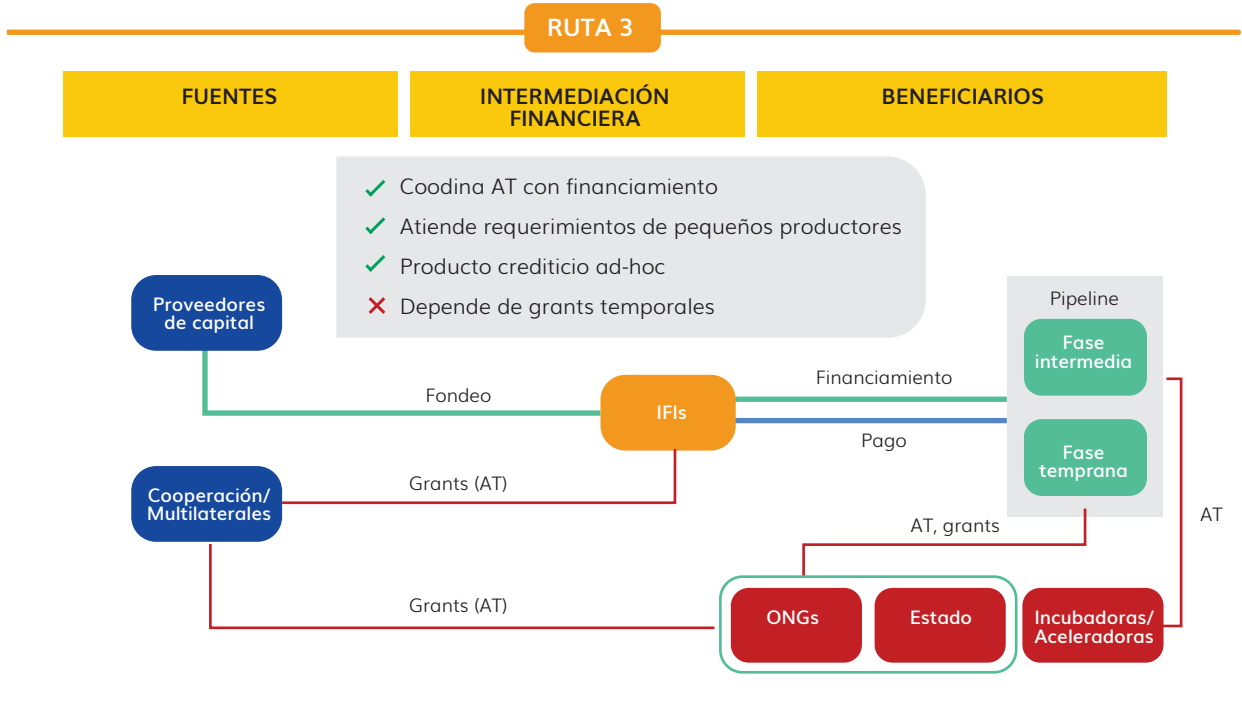 RUTA 3
FUENTES
INTERMEDIACIÓN
FINANCIERA
BENEFICIARIOS
Coodina AT con financiamiento
Atiende requerimientos de pequeños productores
Producto crediticio ad-hoc
Depende de grants temporales
Proveedores
de capital
Pipeline
Fase
intermedia
Fondeo
IFIs
Financiamiento
Pago
Fase
temprana
Cooperación/
Multilaterales
Grants (AT)
AT, grants
AT
Grants (AT)
ONGs
Estado
Incubadoras/
Aceleradoras